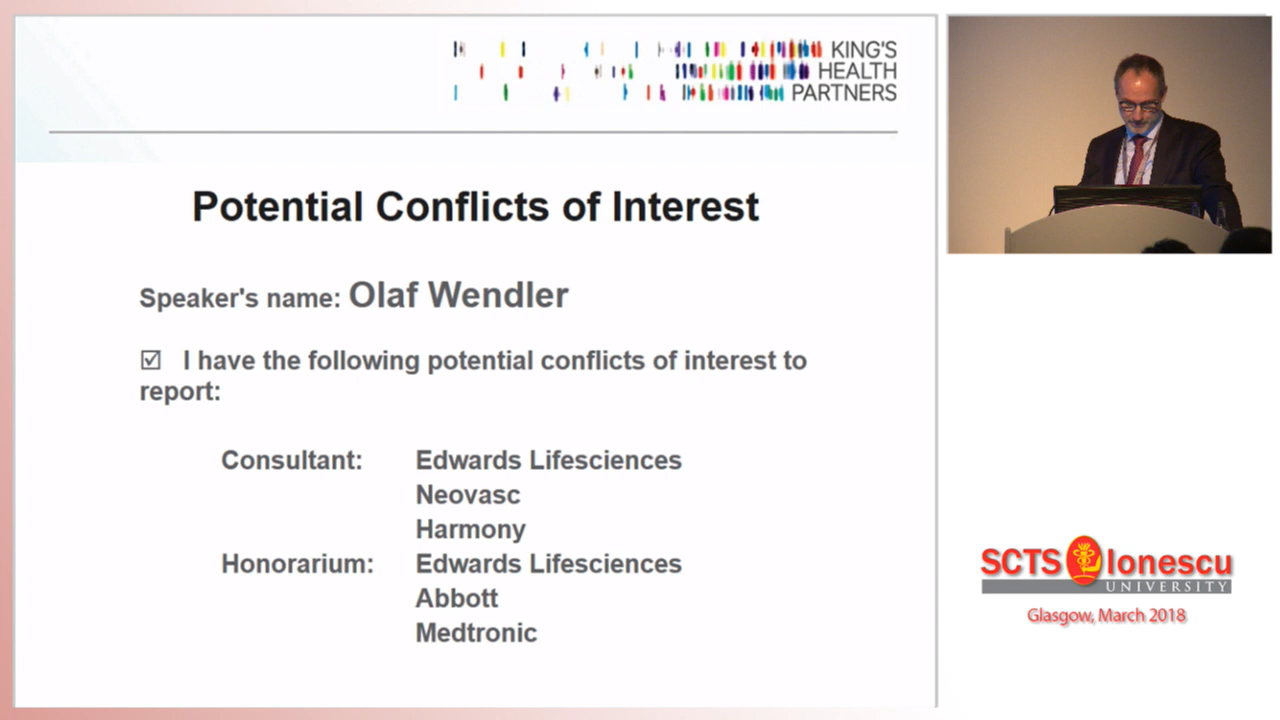 KING'S
HEALTH
PARTNERS
Potential Conflicts of Interest
Speaker's name: Olaf Wendler
☑ I have the following potential conflicts of interest to
report:
Consultant: Edwards Lifesciences
Neovasc
Harmony
Honorarium: Edwards Lifesciences
Abbott
Medtronic
SCTS Ionescu
UNIVERSITY
Glasgow, March 2018